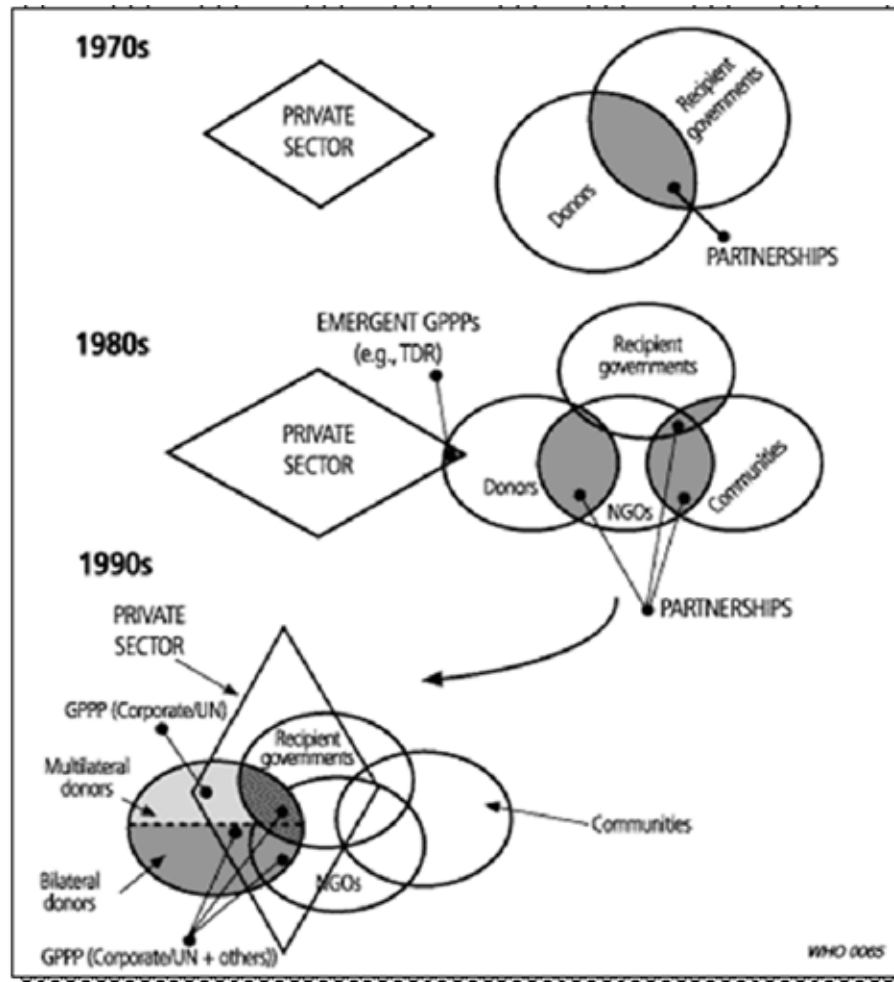 1970s
PRIVATE
SECTOR
Recipient
governments
Donors
PARTNERSHIPS
1980s
EMERGENT GPPPs
(e.g., TDR)
Recipient
governments
PRIVATE
SECTOR
Donors
NGOs
Communities
PARTNERSHIPS
1990s
PRIVATE
SECTOR
GPPP (Corporate/UN)
Recipient
governments
Multilateral
donors
Communities
Bilateral
donors
NGOs
GPPP (Corporate/UN + others))
WHO 0065